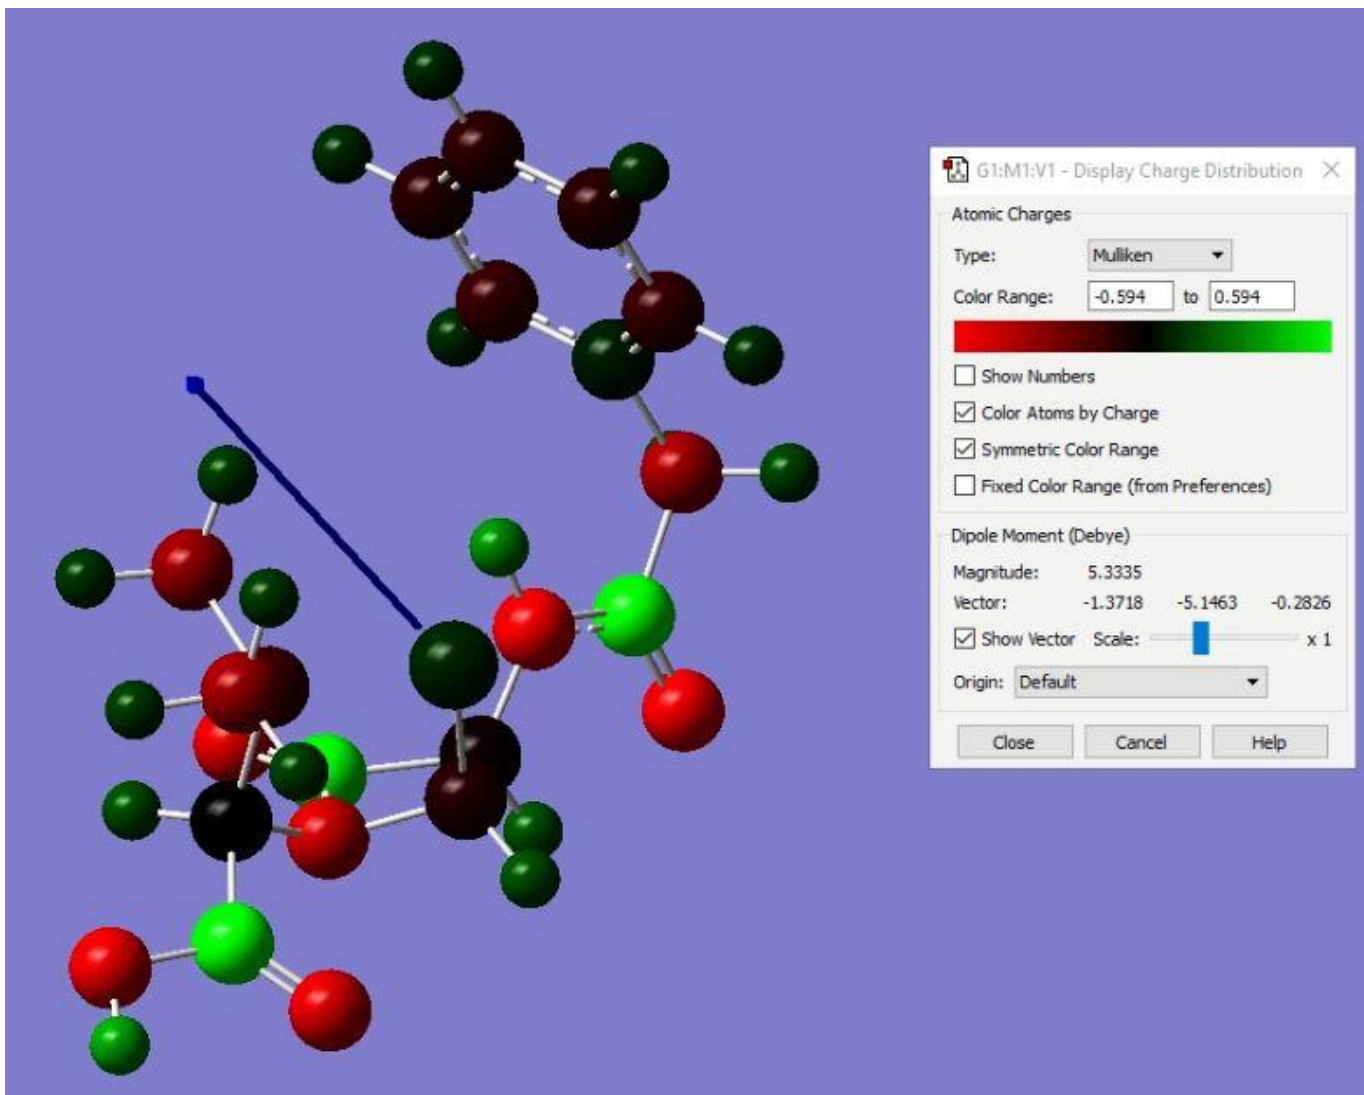 G1:M1:V1 - Display Charge Distribution
Atomic Charges
Type: Mulliken
Color Range: -0.594 to 0.594
Show Numbers
Color Atoms by Charge
Symmetric Color Range
Fixed Color Range (from Preferences)
Dipole Moment (Debye)
Magnitude: 5.3335
Vector: -1.3718 -5.1463 -0.2826
Show Vector Scale: x 1
Origin: Default
Close Cancel Help